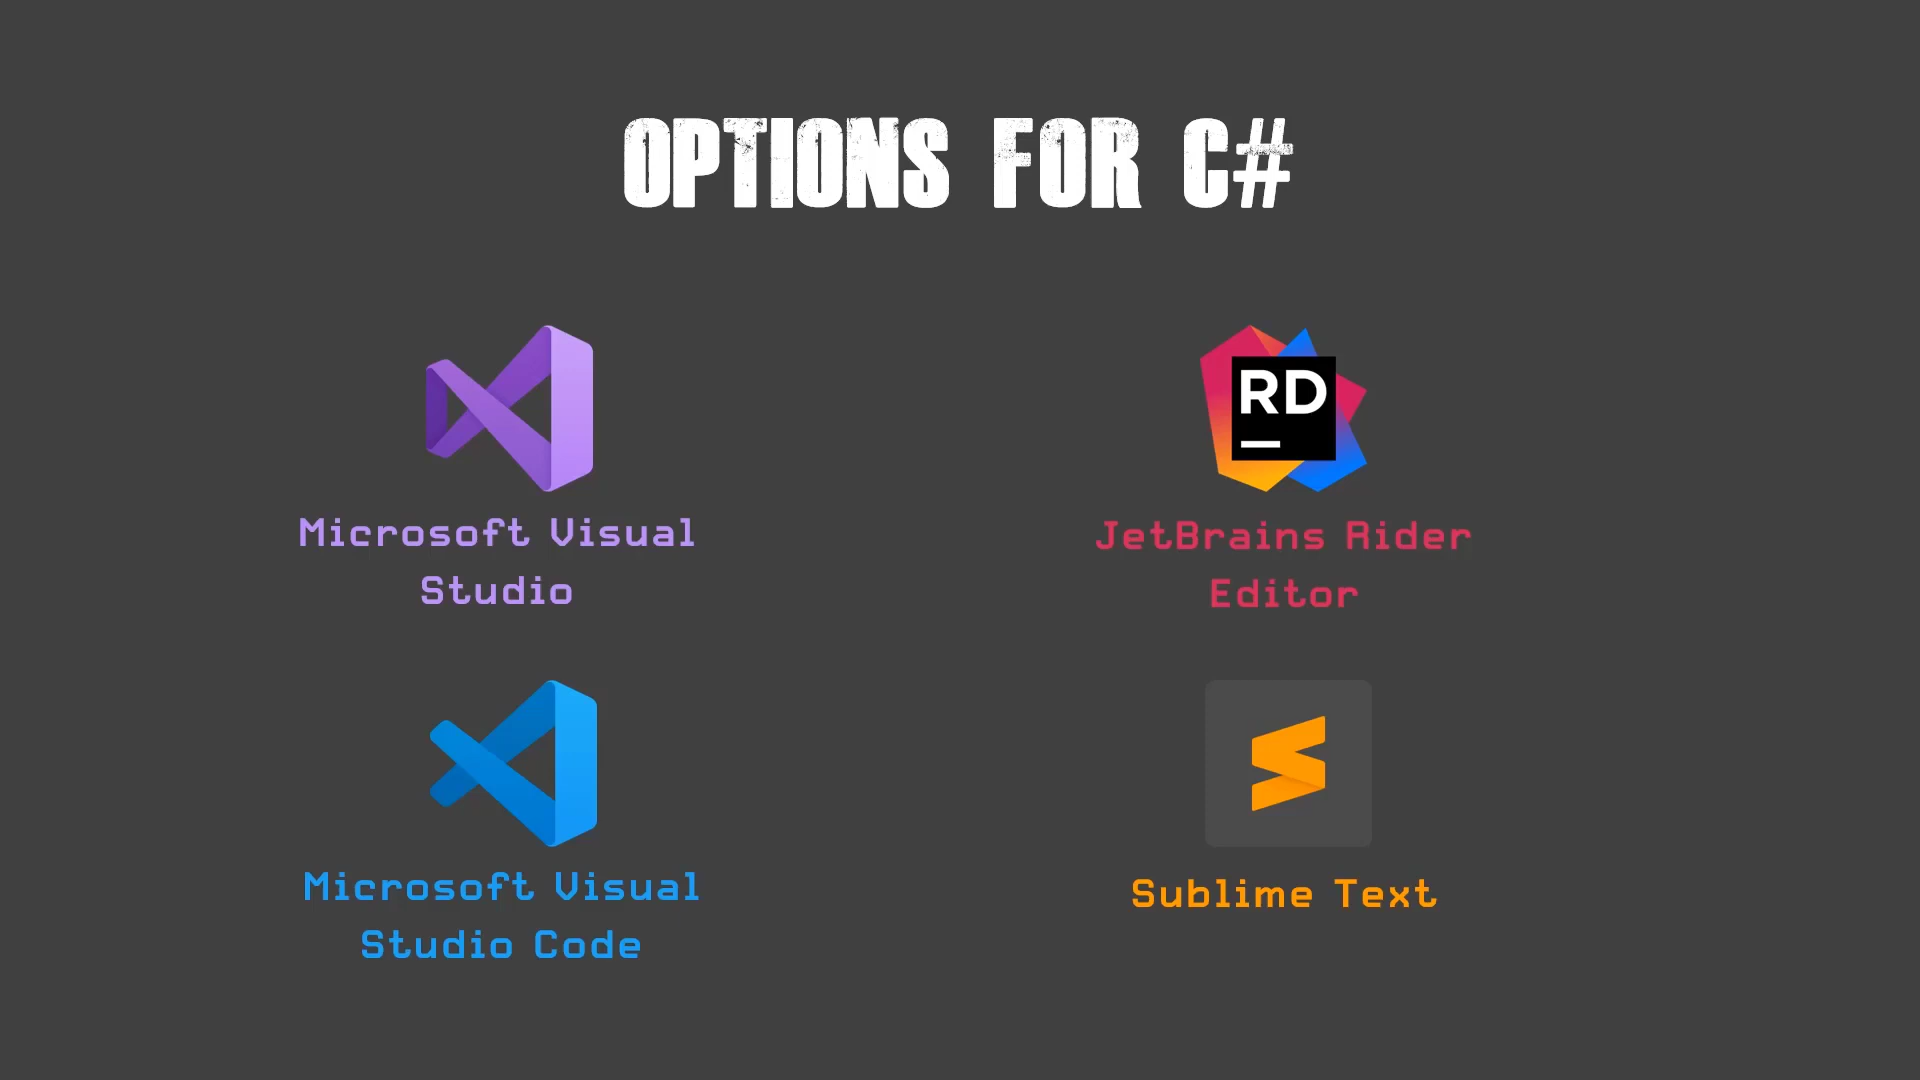 OPTIONS FOR C#
RD
Microsoft Visual
Studio
JetBrains Rider
Editor
Microsoft Visual
Studio Code
Sublime Text